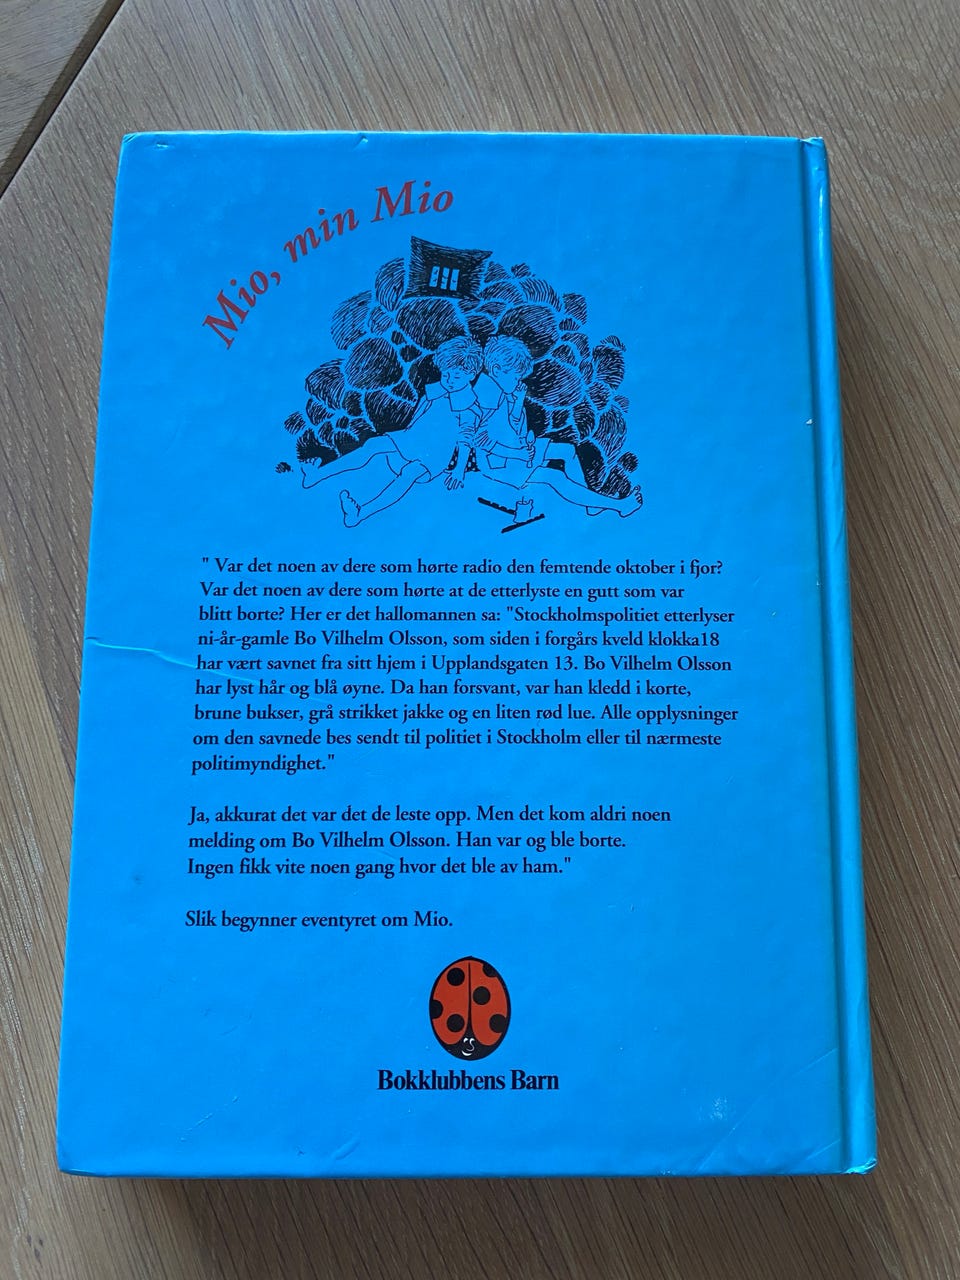 Mio, min Mio
" Var det noen av dere som hørte radio den femtende oktober i fjor?
Var det noen av dere som hørte at de etterlyste en gutt som var
blitt borte? Her er det hallomannen sa: "Stockholmspolitiet etterlyser
ni-år-gamle Bo Vilhelm Olsson, som siden i forgårs kveld klokka18
har vært savnet fra sitt hjem i Upplandsgaten 13. Bo Vilhelm Olsson
har lyst hår og blå øyne. Da han forsvant, var han kledd i korte,
brune bukser, grå strikket jakke og en liten rød lue. Alle opplysninger
om den savnede bes sendt til politiet i Stockholm eller til nærmeste
politimyndighet."
Ja, akkurat det var det de leste opp. Men det kom aldri noen
melding om Bo Vilhelm Olsson. Han var og ble borte.
Ingen fikk vite noen gang hvor det ble av ham."
Slik begynner eventyret om Mio.
Bokklubbens Barn